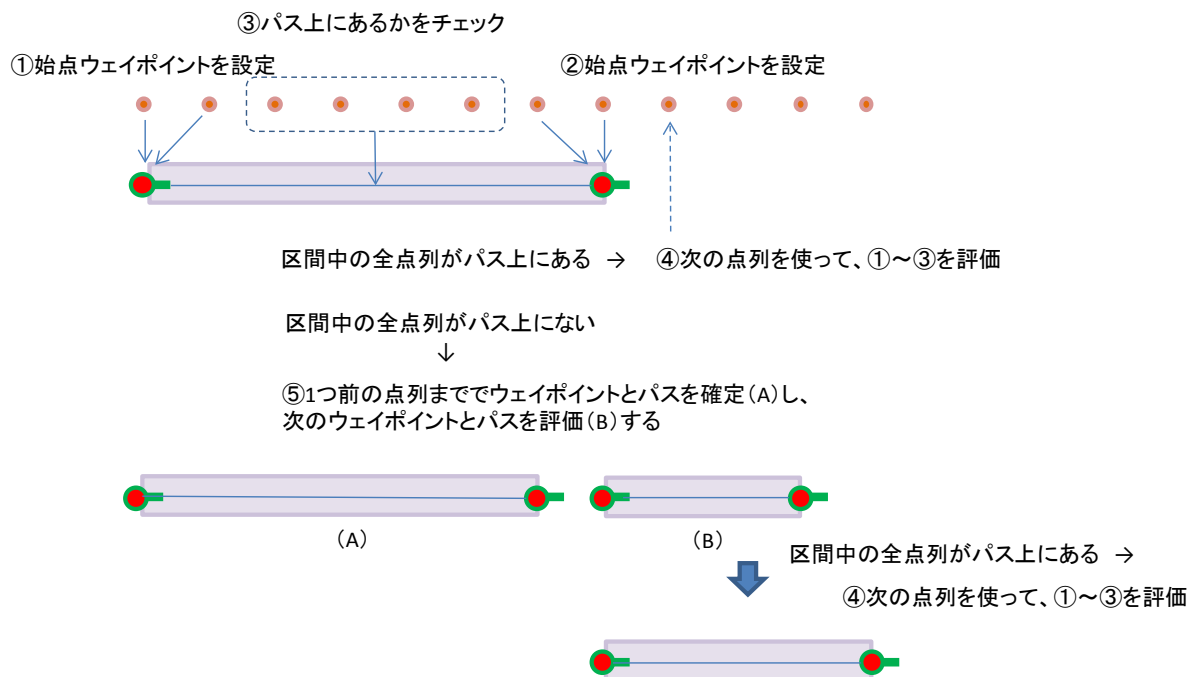 ③パス上にあるかをチェック
①始点ウェイポイントを設定
②始点ウェイポイントを設定
区間中の全点列がパス上にある →
④次の点列を使って、①~③を評価
区間中の全点列がパス上にない
↓
⑤1つ前の点列まででウェイポイントとパスを確定(A)し、
次のウェイポイントとパスを評価(B)する
(A)
(B)
区間中の全点列がパス上にある →
④次の点列を使って、①~③を評価